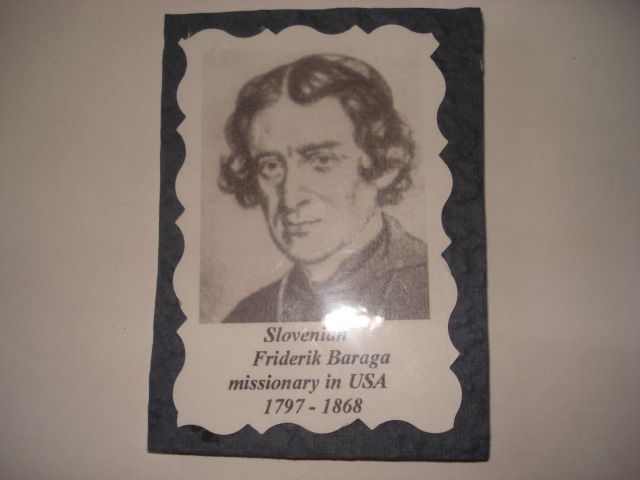 Slovenian
Friderik Baraga
missionary in USA
1797 - 1868